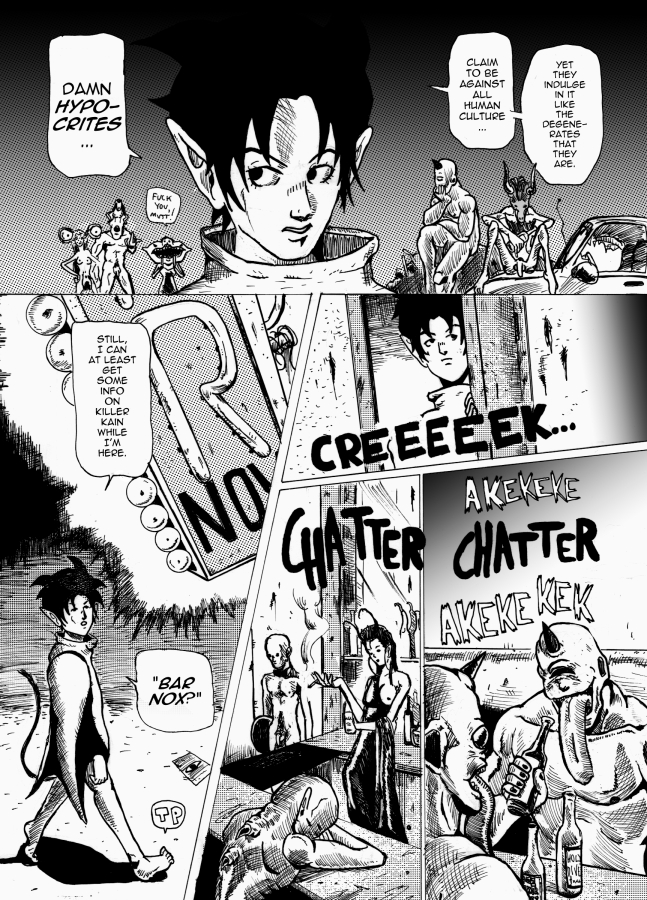 DAMN
HYPO-
CRITES
...
CLAIM
TO BE
AGAINST
ALL
HUMAN
CULTURE
...
YET
THEY
INDULGE
IN IT
LIKE
THE
DEGENE-
RATES
THAT
THEY
ARE.
FUCK
YOU,
MUTT!!
STILL,
I CAN
AT LEAST
GET
SOME
INFO
ON
KILLER
KAIN
WHILE
I'M
HERE.
R
NO
CREEEEEK...
"BAR
NOX?"
TP
CHATTER
AKEKEKE
CHATTER
AKEKEKEK